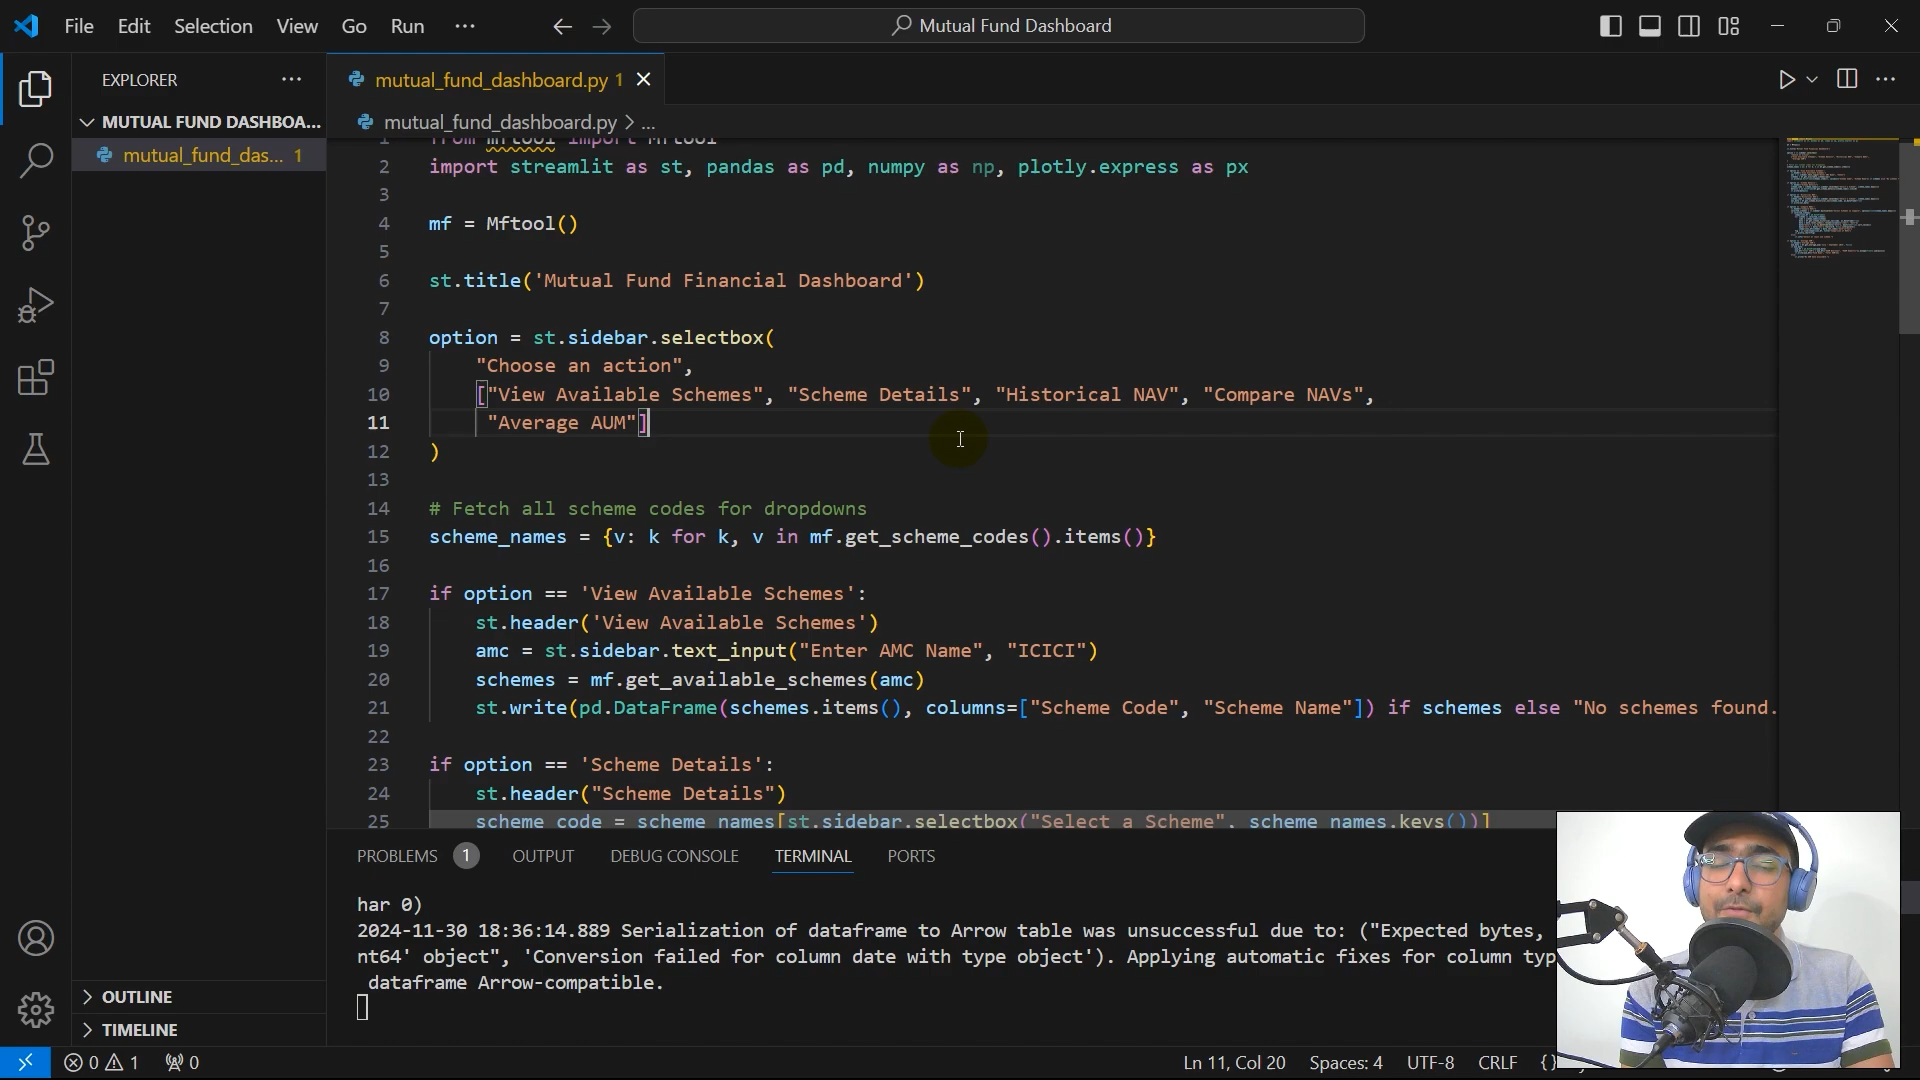 File Edit Selection View Go Run ... Mutual Fund Dashboard
EXPLORER ...
MUTUAL FUND DASHBOA...
mutual_fund_das... 1
OUTLINE
TIMELINE
mutual_fund_dashboard.py 1
mutual_fund_dashboard.py > ...
1 from mftool import Mftool
2 import streamlit as st, pandas as pd, numpy as np, plotly.express as px
3
4 mf = Mftool()
5
6 st.title('Mutual Fund Financial Dashboard')
7
8 option = st.sidebar.selectbox(
9 "Choose an action",
10 ["View Available Schemes", "Scheme Details", "Historical NAV", "Compare NAVs",
11 "Average AUM"]
12 )
13
14 # Fetch all scheme codes for dropdowns
15 scheme_names = {v: k for k, v in mf.get_scheme_codes().items()}
16
17 if option == 'View Available Schemes':
18 st.header('View Available Schemes')
19 amc = st.sidebar.text_input("Enter AMC Name", "ICICI")
20 schemes = mf.get_available_schemes(amc)
21 st.write(pd.DataFrame(schemes.items(), columns=["Scheme Code", "Scheme Name"]) if schemes else "No schemes found.
22
23 if option == 'Scheme Details':
24 st.header("Scheme Details")
25 scheme_code = scheme_names[st.sidebar.selectbox("Select a Scheme", scheme_names.keys())]
PROBLEMS 1 OUTPUT DEBUG CONSOLE TERMINAL PORTS
har 0)
2024-11-30 18:36:14.889 Serialization of dataframe to Arrow table was unsuccessful due to: ("Expected bytes,
nt64' object", 'Conversion failed for column date with type object'). Applying automatic fixes for column typ
dataframe Arrow-compatible.
0 1 0 Ln 11, Col 20 Spaces: 4 UTF-8 CRLF {}